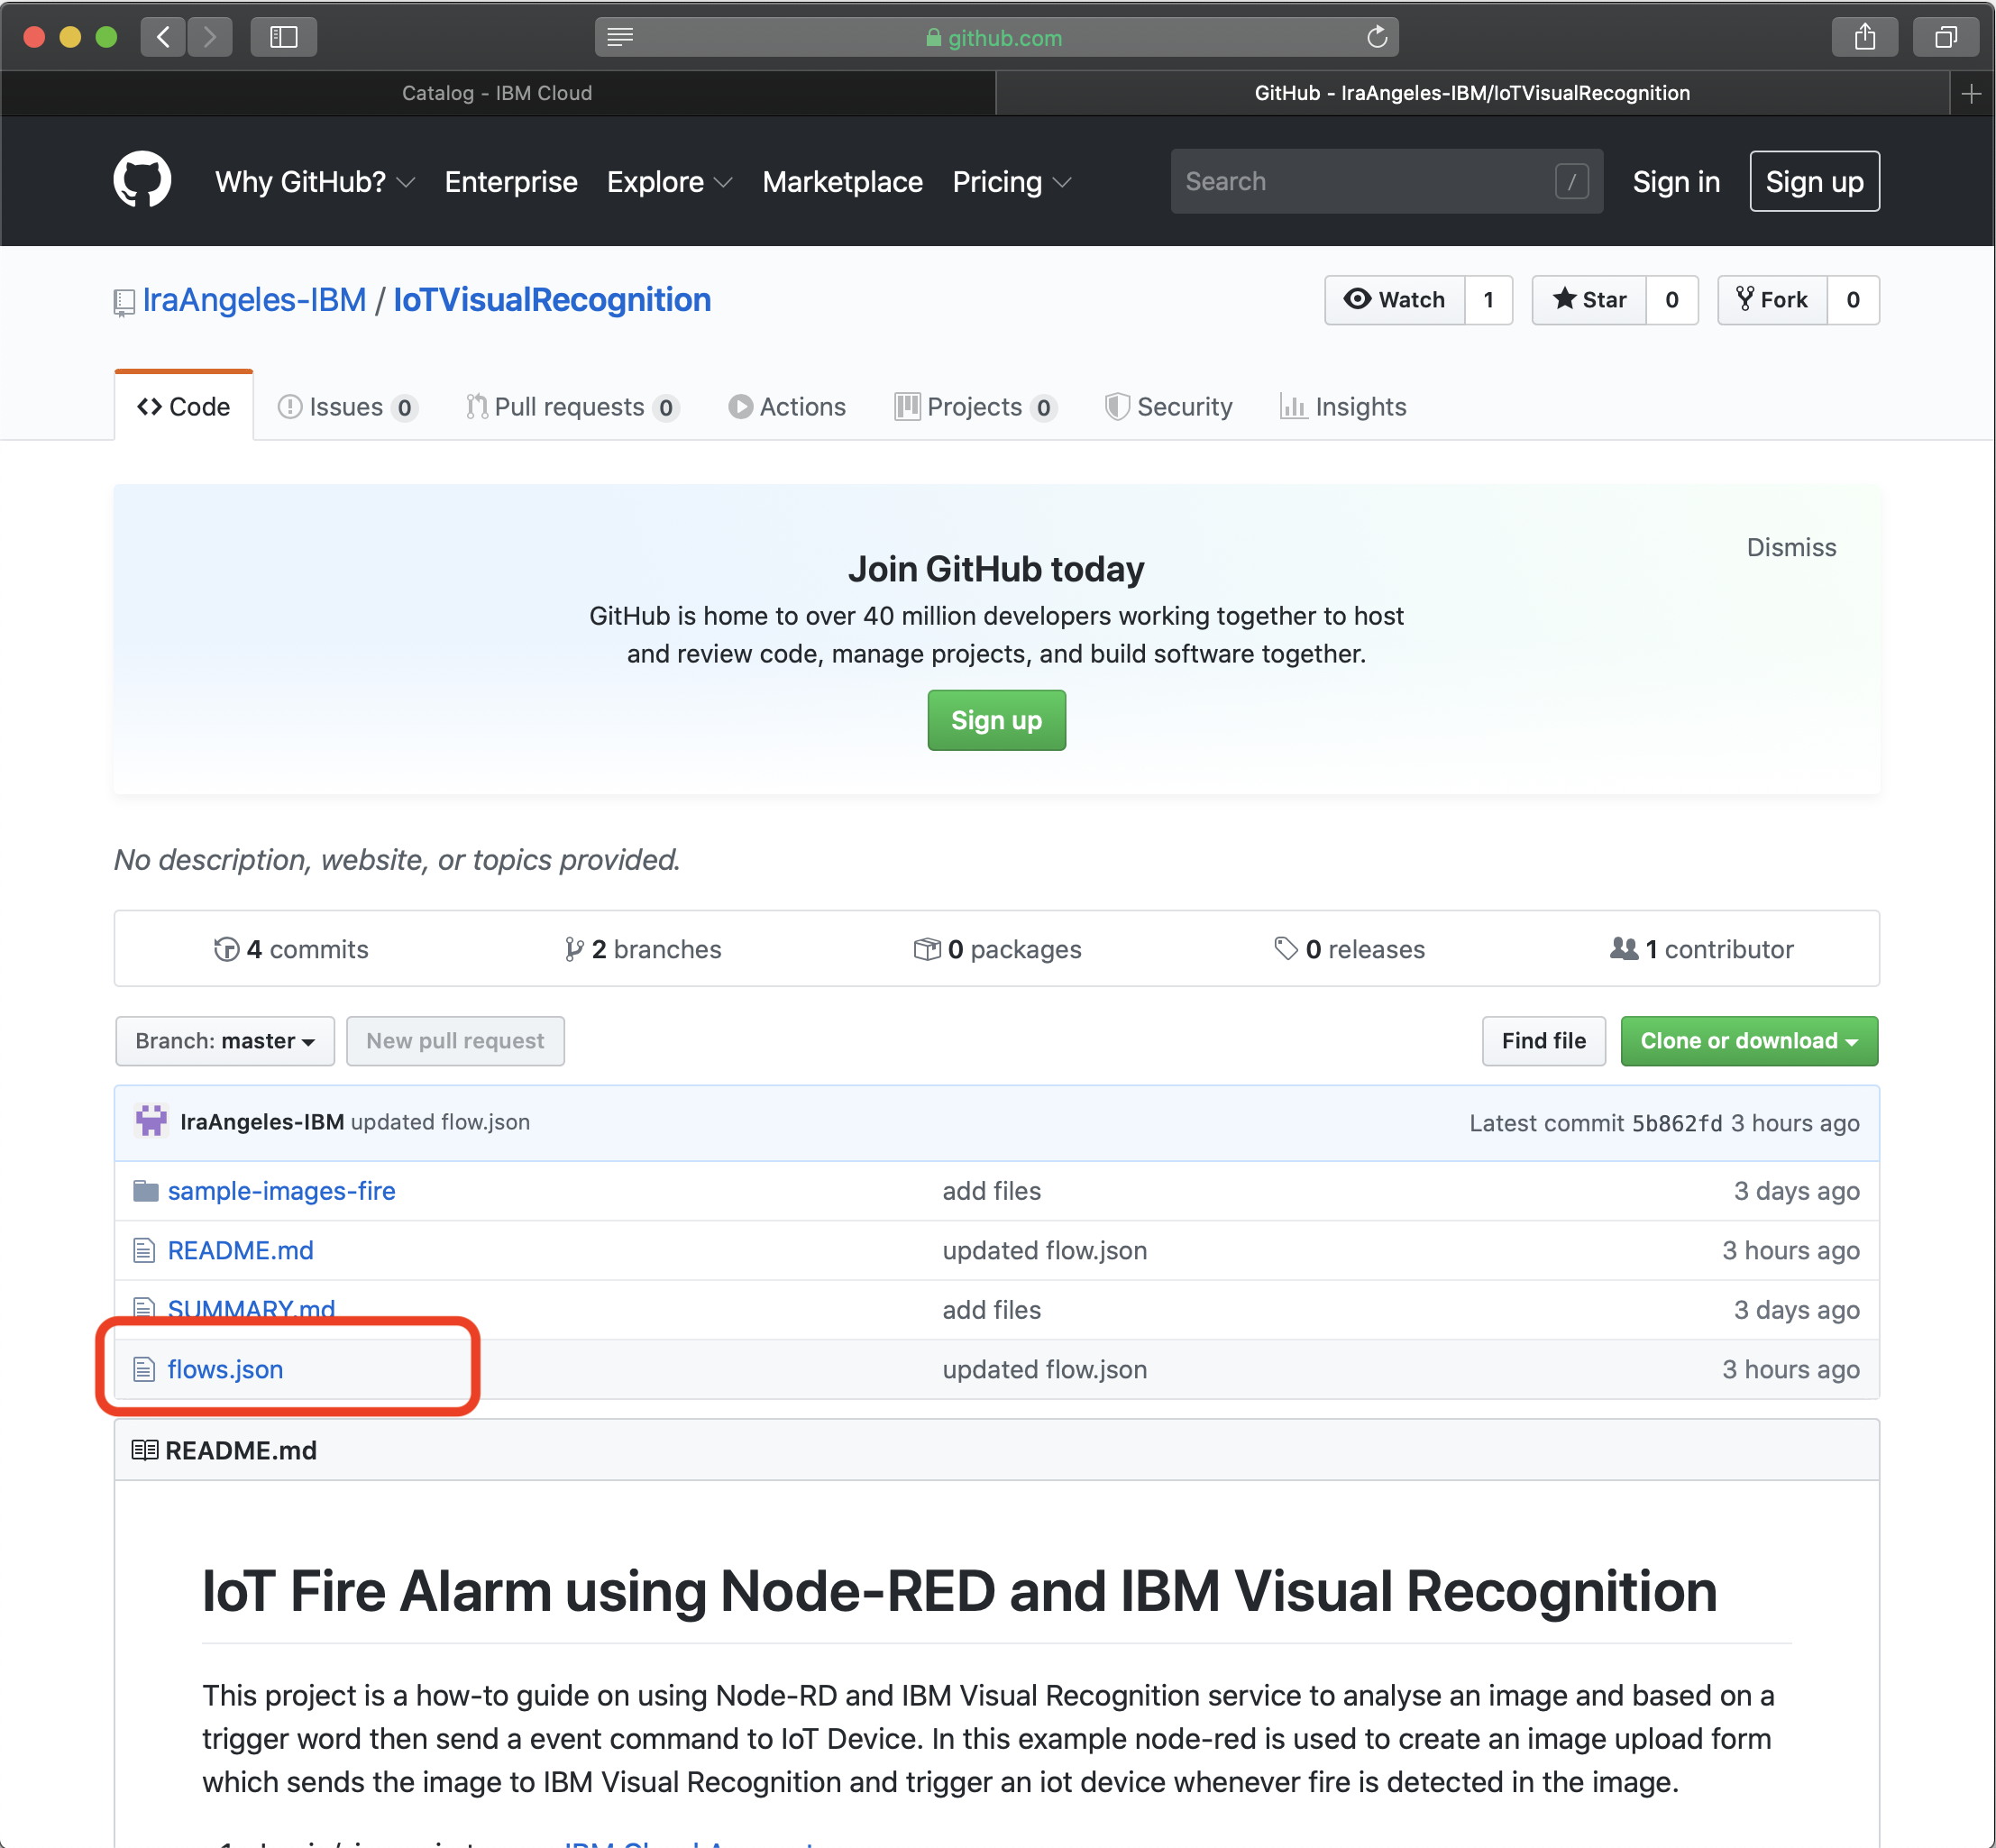 github.com
Catalog - IBM Cloud
GitHub - IraAngeles-IBM/IoTVisualRecognition
Why GitHub? Enterprise Explore Marketplace Pricing Search / Sign in Sign up
IraAngeles-IBM / IoTVisualRecognition Watch 1 Star 0 Fork 0
Code Issues 0 Pull requests 0 Actions Projects 0 Security Insights
Dismiss
Join GitHub today
GitHub is home to over 40 million developers working together to host
and review code, manage projects, and build software together.
Sign up
No description, website, or topics provided.
4 commits 2 branches 0 packages 0 releases 1 contributor
Branch: master New pull request Find file Clone or download
IraAngeles-IBM updated flow.json Latest commit 5b862fd 3 hours ago
sample-images-fire add files 3 days ago
README.md updated flow.json 3 hours ago
SUMMARY.md add files 3 days ago
flows.json updated flow.json 3 hours ago
README.md
IoT Fire Alarm using Node-RED and IBM Visual Recognition
This project is a how-to guide on using Node-RD and IBM Visual Recognition service to analyse an image and based on a
trigger word then send a event command to IoT Device. In this example node-red is used to create an image upload form
which sends the image to IBM Visual Recognition and trigger an iot device whenever fire is detected in the image.